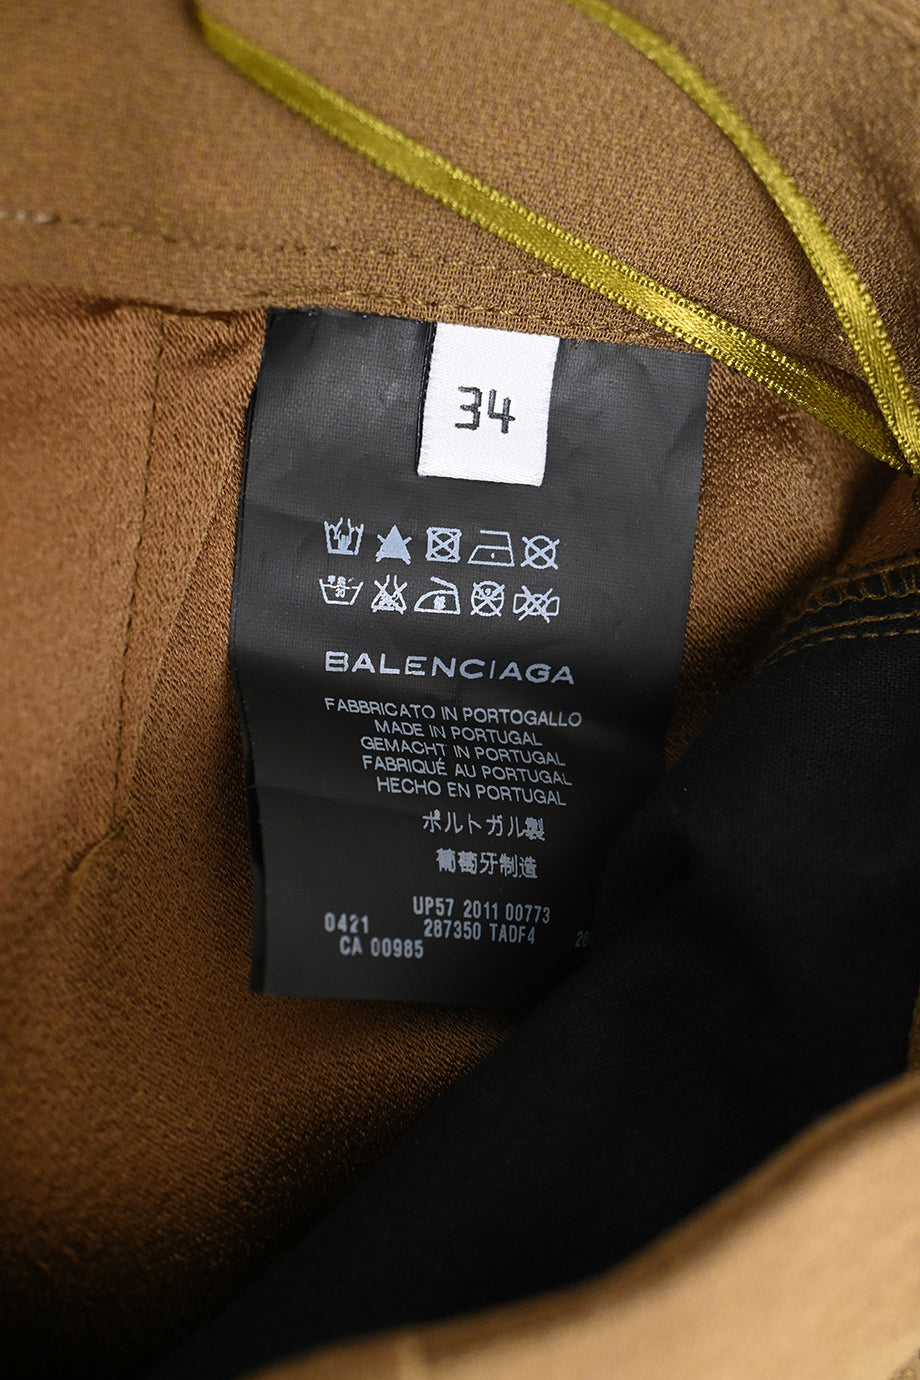 34
BALENCIAGA
FABBRICATO IN PORTOGALLO
MADE IN PORTUGAL
GEMACHT IN PORTUGAL
FABRIQUÉ AU PORTUGAL
HECHO EN PORTUGAL
ポルトガル製
葡萄牙制造
UP57 2011 00773
0421 287350 TADF4 28
CA 00985